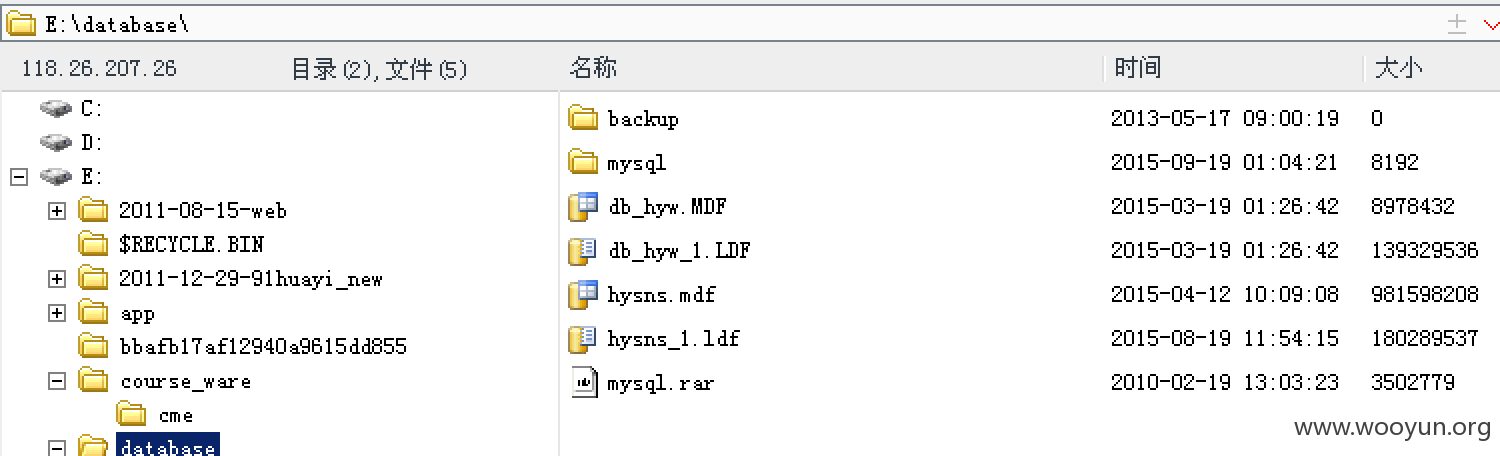 E:\database\
118.26.207.26 目录(2),文件(5) 名称 时间 大小
C:
D:
E:
2011-08-15-web
$RECYCLE.BIN
2011-12-29-91huayi_new
app
bbafb17af12940a9615dd855
course_ware
cme
database
backup 2013-05-17 09:00:19 0
mysql 2015-09-19 01:04:21 8192
db_hyw.MDF 2015-03-19 01:26:42 8978432
db_hyw_1.LDF 2015-03-19 01:26:42 139329536
hysns.mdf 2015-04-12 10:09:08 981598208
hysns_1.ldf 2015-08-19 11:54:15 180289537
mysql.rar 2010-02-19 13:03:23 3502779
www.wooyun.org